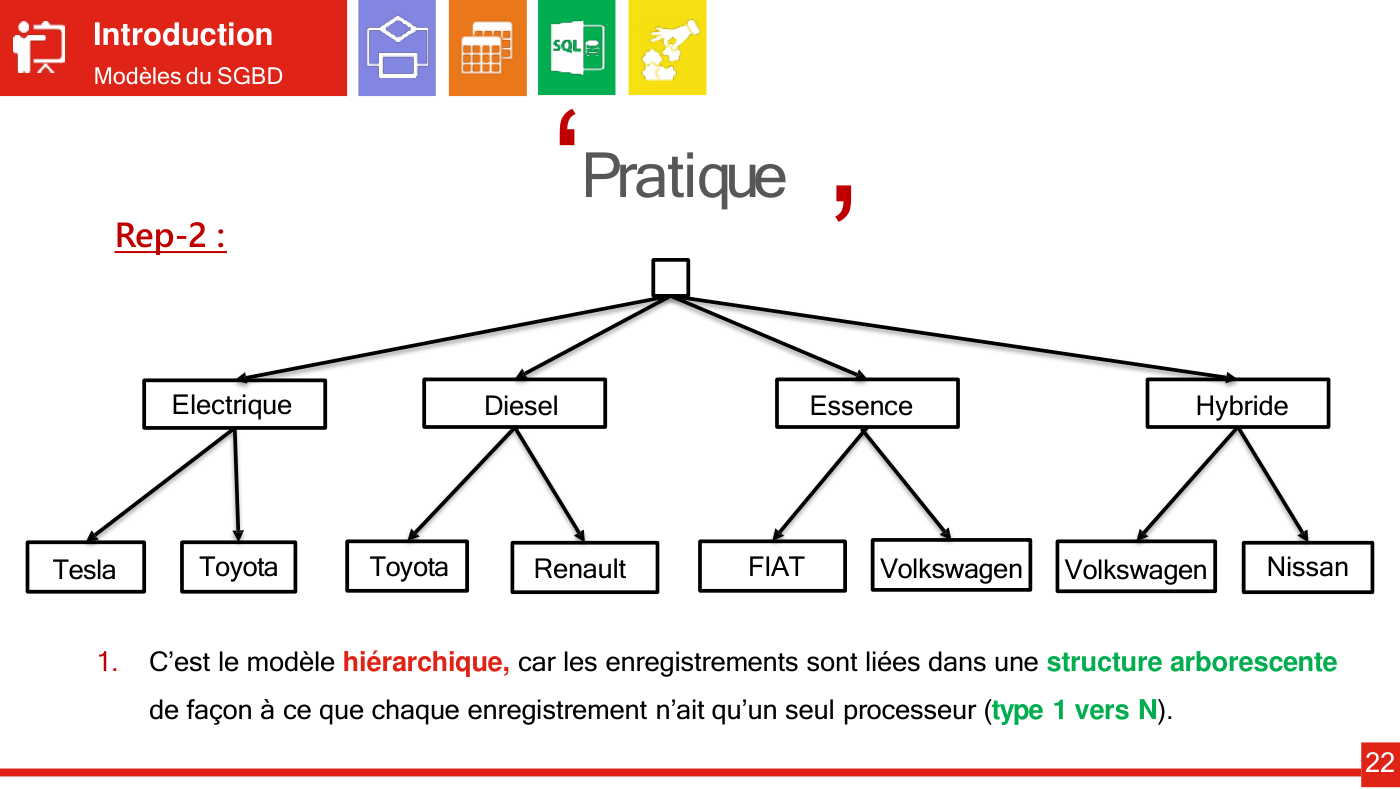 Introduction
Modèles du SGBD
SQL
‘Pratique ’
Rep-2 :
Electrique Diesel Essence Hybride
Tesla Toyota Toyota Renault FIAT Volkswagen Volkswagen Nissan
1. C’est le modèle hiérarchique, car les enregistrements sont liées dans une structure arborescente
de façon à ce que chaque enregistrement n’ait qu’un seul processeur (type 1 vers N).
22